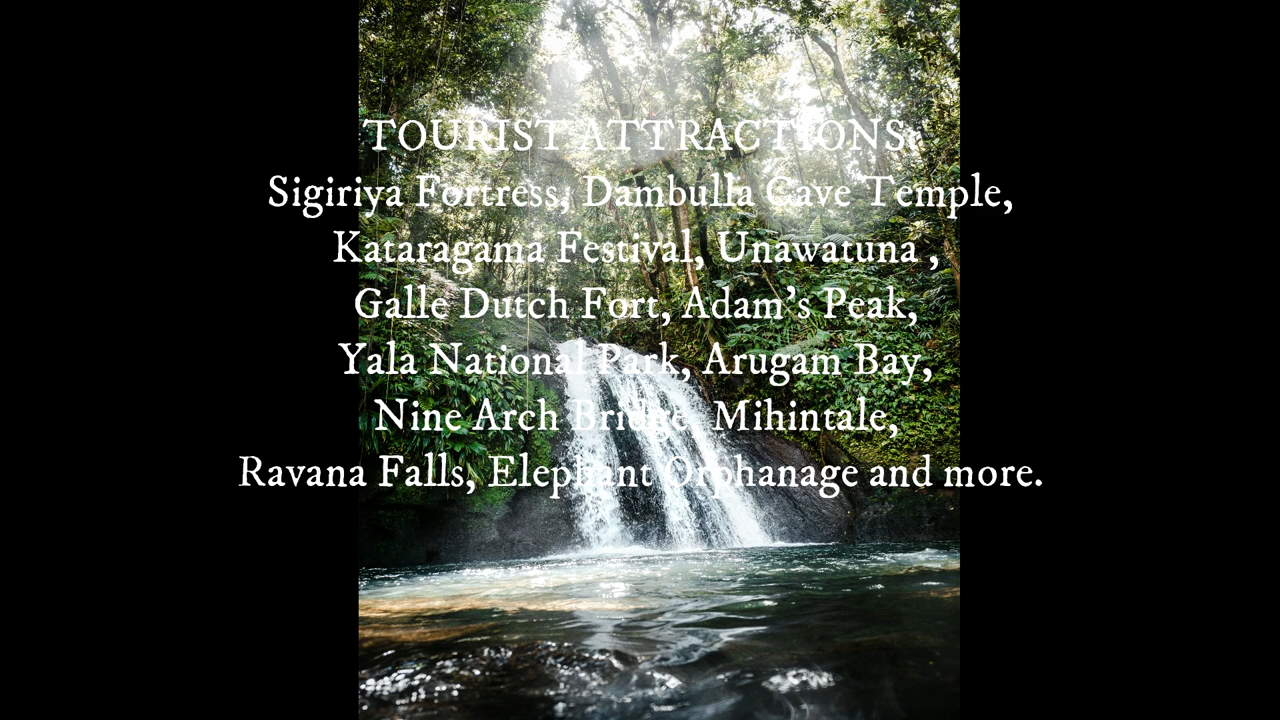 TOURIST ATTRACTIONS:
Sigiriya Fortress, Dambulla Cave Temple,
Kataragama Festival, Unawatuna ,
Galle Dutch Fort, Adam's Peak,
Yala National Park, Arugam Bay,
Nine Arch Bridge, Mihintale,
Ravana Falls, Elephant Orphanage and more.